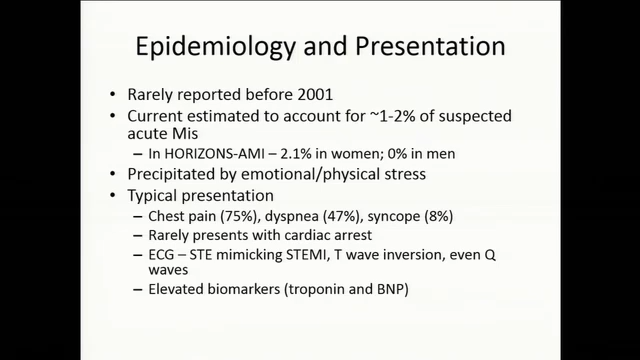 Epidemiology and Presentation
• Rarely reported before 2001
• Current estimated to account for ~1-2% of suspected
acute Mis
– In HORIZONS-AMI – 2.1% in women; 0% in men
• Precipitated by emotional/physical stress
• Typical presentation
– Chest pain (75%), dyspnea (47%), syncope (8%)
– Rarely presents with cardiac arrest
– ECG – STE mimicking STEMI, T wave inversion, even Q
waves
– Elevated biomarkers (troponin and BNP)